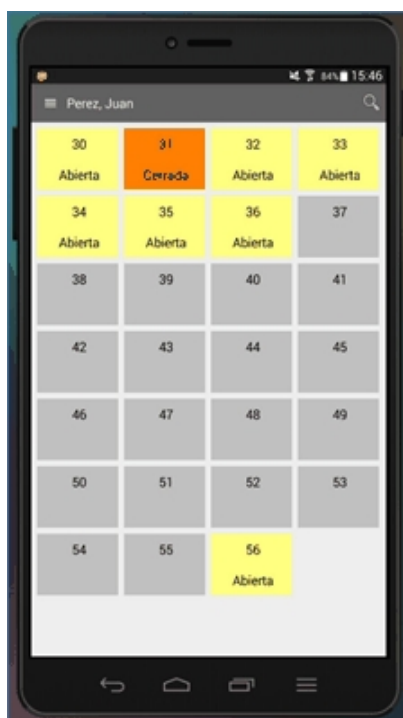 84% 15:46
Perez, Juan
30 31 32 33
Abierta Cerrada Abierta Abierta
34 35 36 37
Abierta Abierta Abierta
38 39 40 41
42 43 44 45
46 47 48 49
50 51 52 53
54 55 56
Abierta